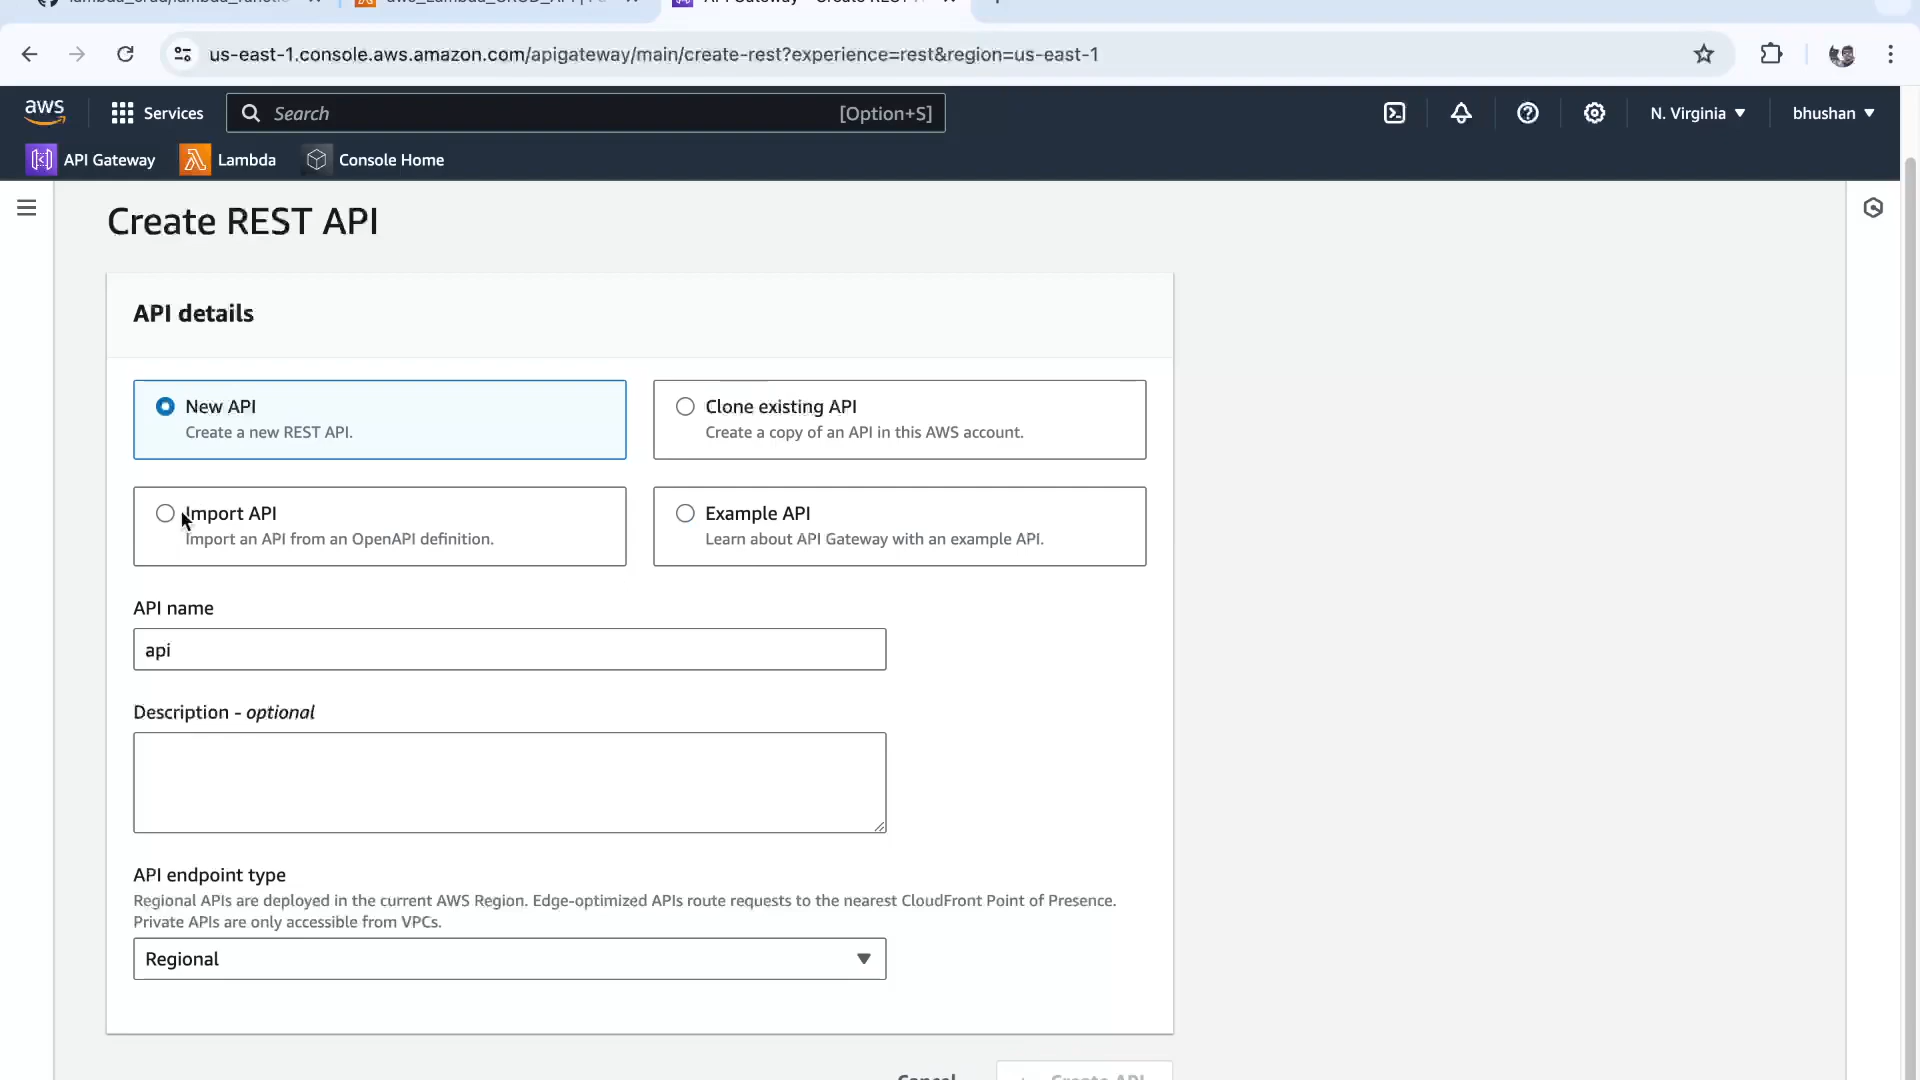 us-east-1.console.aws.amazon.com/apigateway/main/create-rest?experience=rest&region=us-east-1
aws
Services
Search
[Option+S]
N. Virginia
bhushan
API Gateway
Lambda
Console Home
Create REST API
API details
New API
Create a new REST API.
Clone existing API
Create a copy of an API in this AWS account.
Import API
Import an API from an OpenAPI definition.
Example API
Learn about API Gateway with an example API.
API name
api
Description - optional
API endpoint type
Regional APIs are deployed in the current AWS Region. Edge-optimized APIs route requests to the nearest CloudFront Point of Presence.
Private APIs are only accessible from VPCs.
Regional
Cancel
Create API